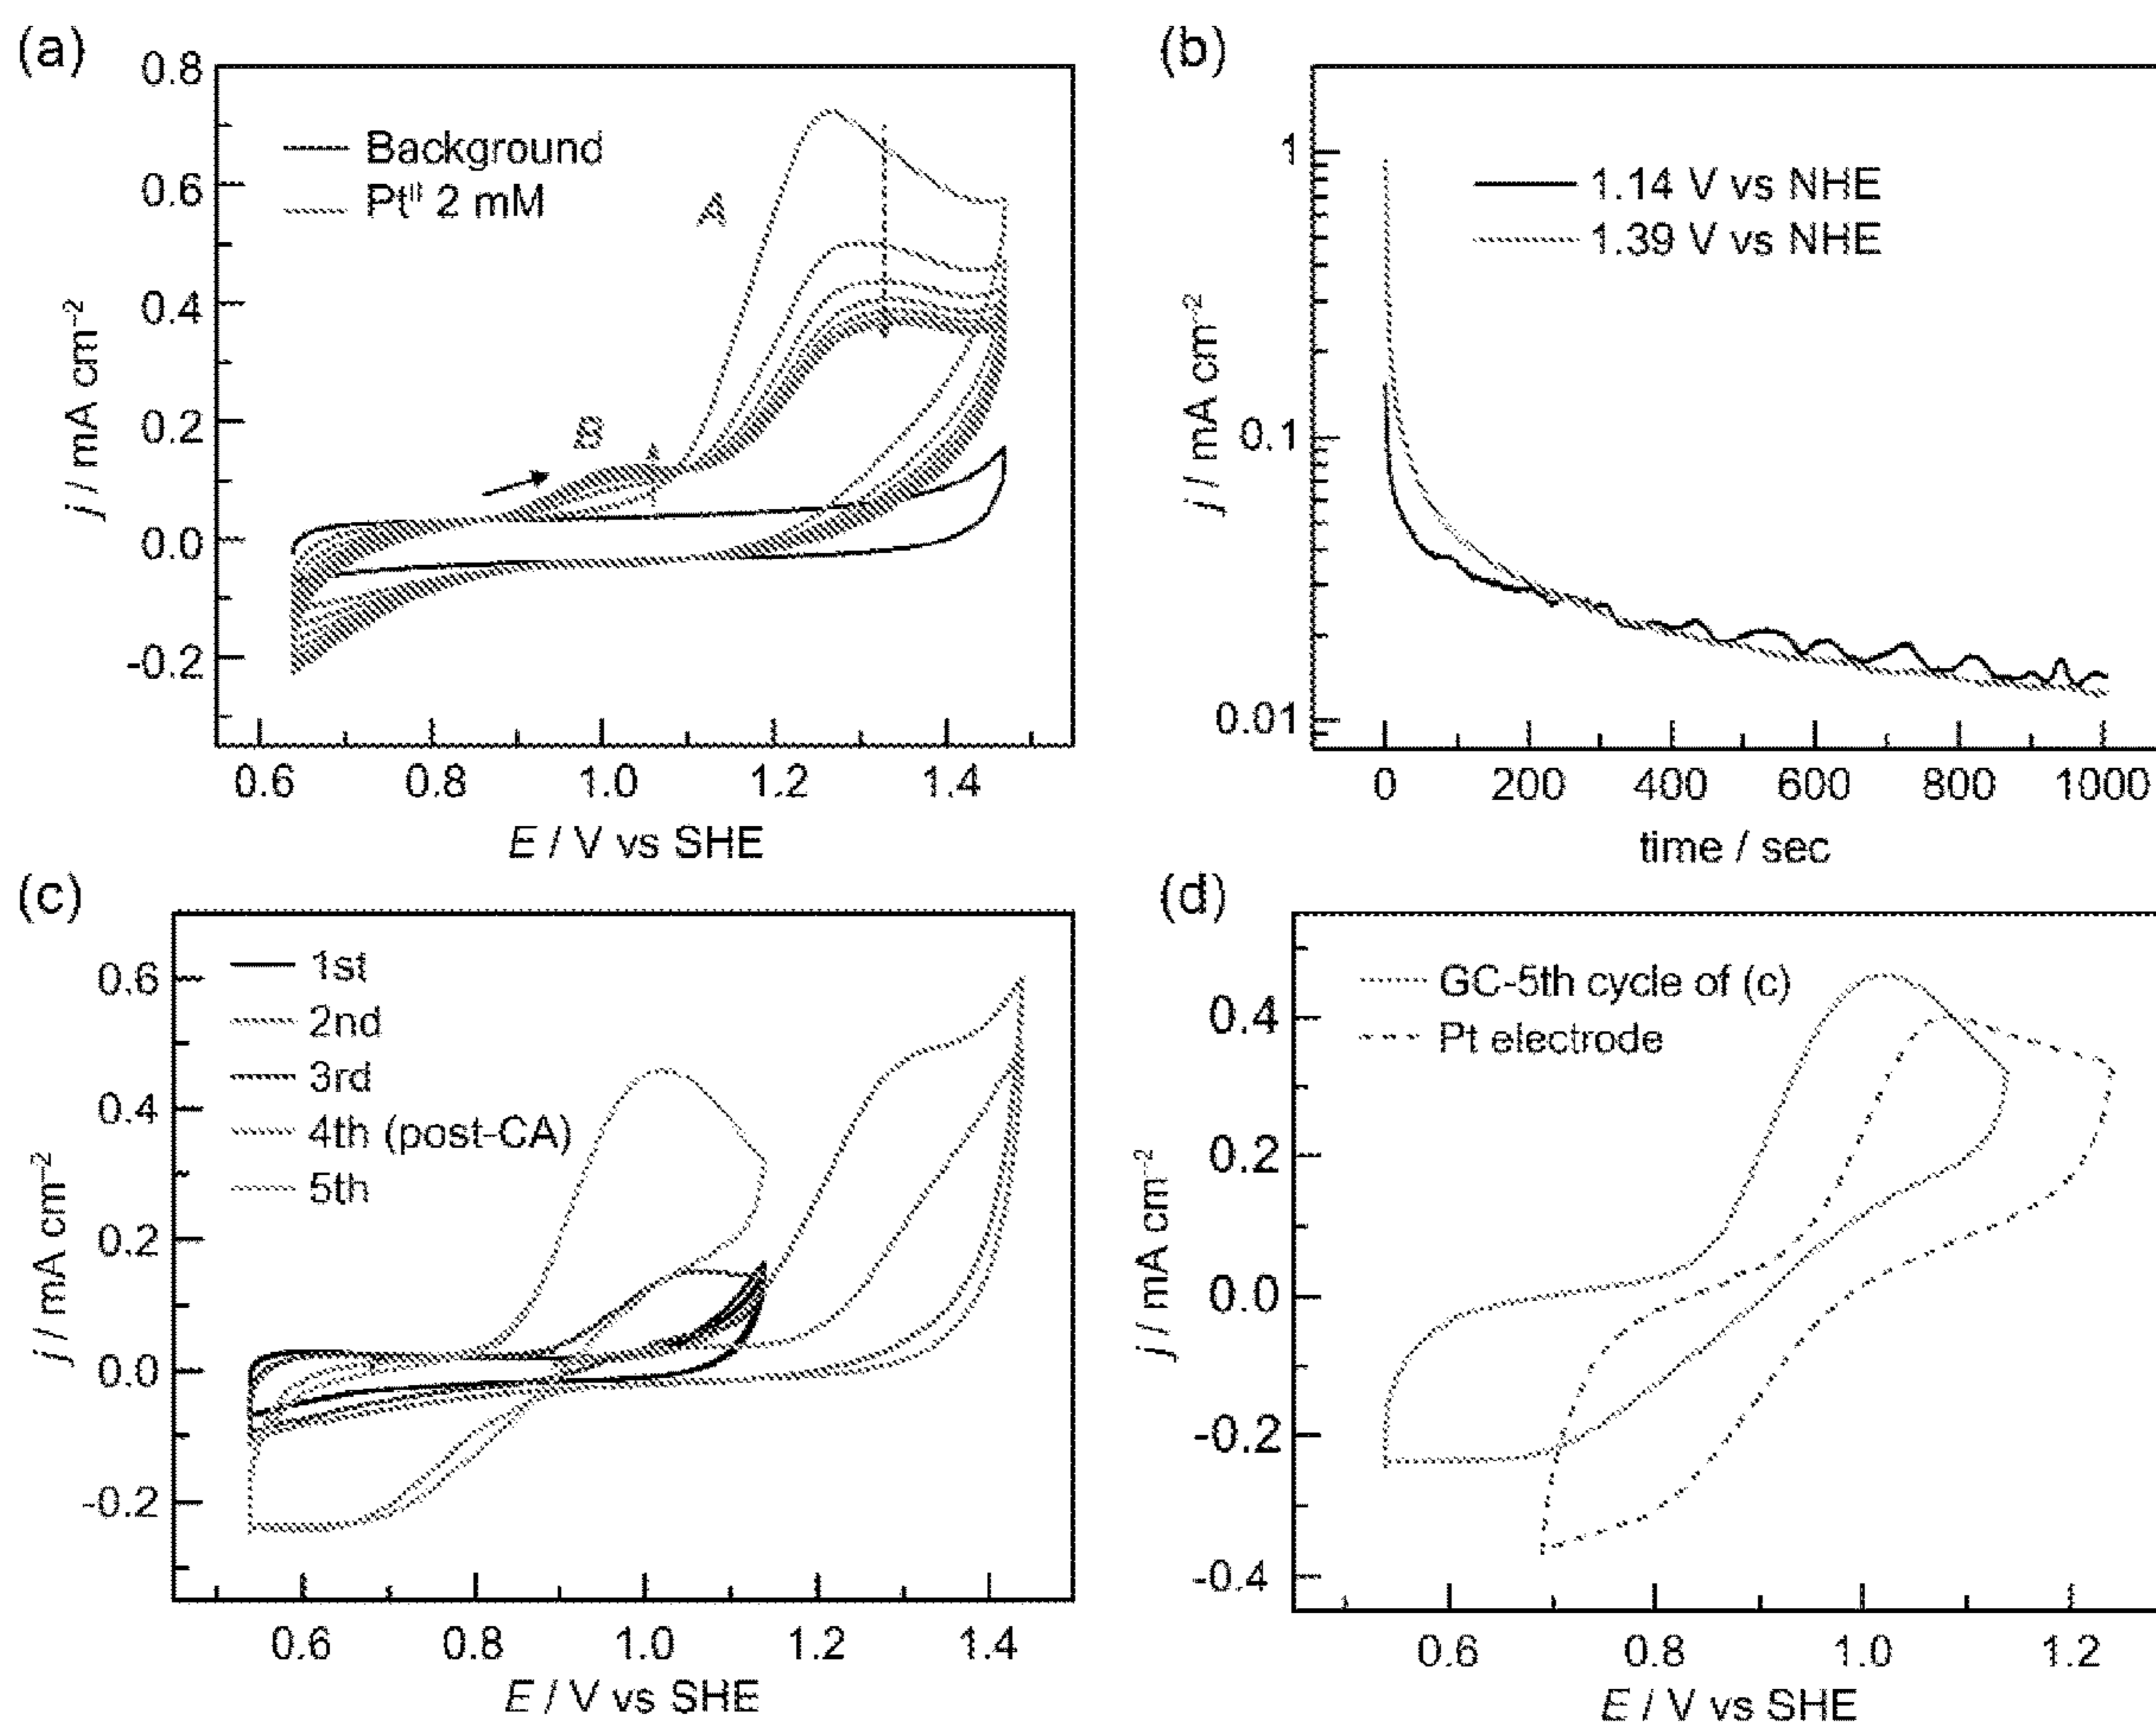 (a)
0.8
0.6
0.4
0.2
0.0
-0.2
j / mA cm⁻²
Background
Ptᴵᴵ 2 mM
A
B
0.6 0.8 1.0 1.2 1.4
E / V vs SHE
(b)
1
0.1
0.01
j / mA cm⁻²
1.14 V vs NHE
1.39 V vs NHE
0 200 400 600 800 1000
time / sec
(c)
0.6
0.4
0.2
0.0
-0.2
j / mA cm⁻²
1st
2nd
3rd
4th (post-CA)
5th
0.6 0.8 1.0 1.2 1.4
E / V vs SHE
(d)
0.4
0.2
0.0
-0.2
-0.4
j / mA cm⁻²
GC-5th cycle of (c)
Pt electrode
0.6 0.8 1.0 1.2
E / V vs SHE